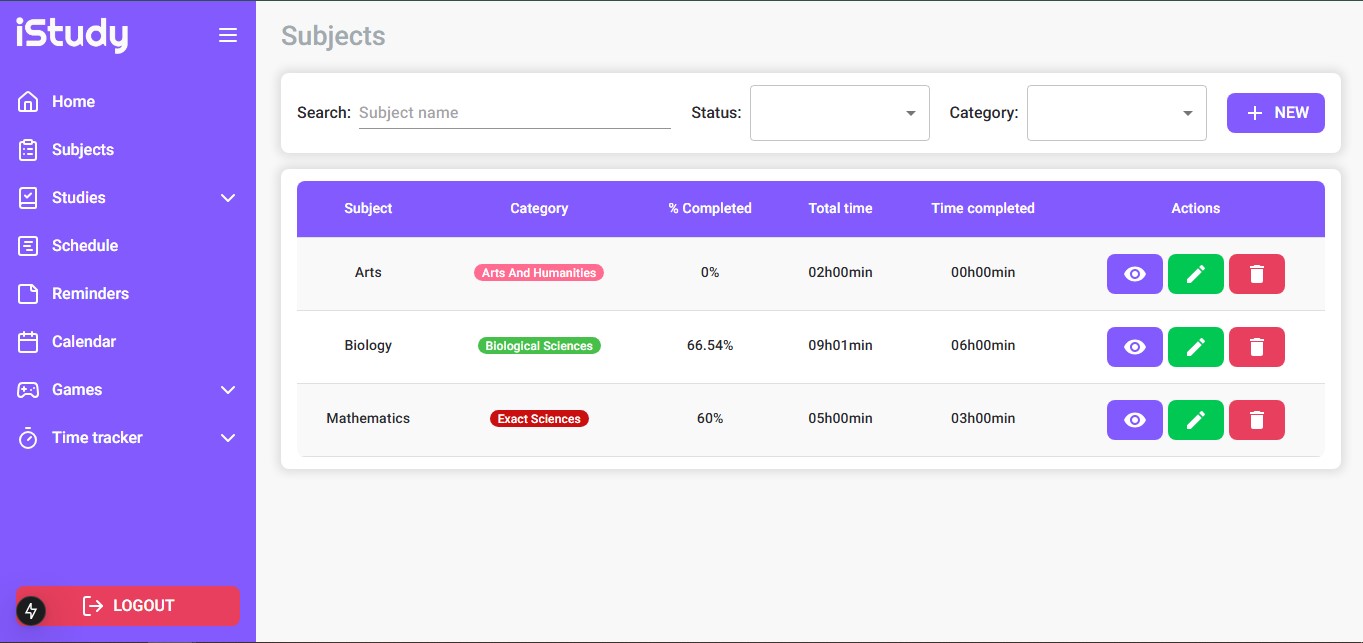 iStudy
Home
Subjects
Studies
Schedule
Reminders
Calendar
Games
Time tracker
LOGOUT
Subjects
Search: Subject name Status: Category: NEW
Subject Category % Completed Total time Time completed Actions
Arts Arts And Humanities 0% 02h00min 00h00min
Biology Biological Sciences 66.54% 09h01min 06h00min
Mathematics Exact Sciences 60% 05h00min 03h00min